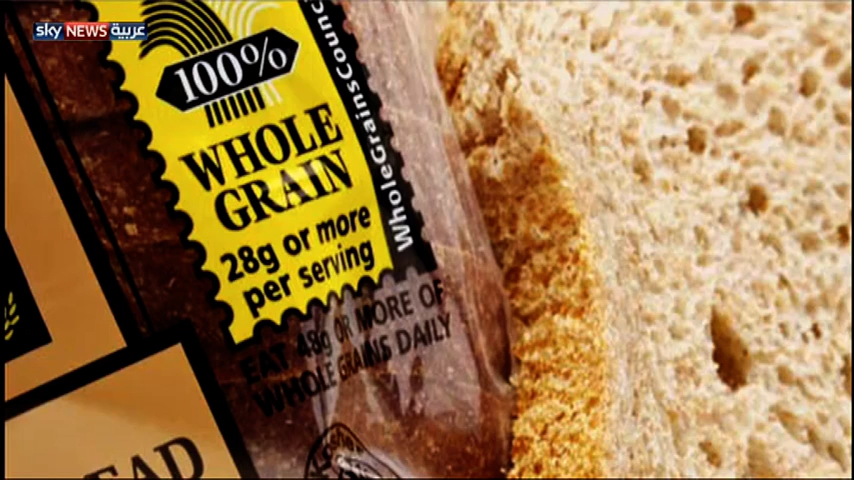 sky NEWS عربية
100%
WHOLE
GRAIN
28g or more
per serving
WholeGrainsCounc
EAT 48g OR MORE OF
WHOLE GRAINS DAILY
EAD